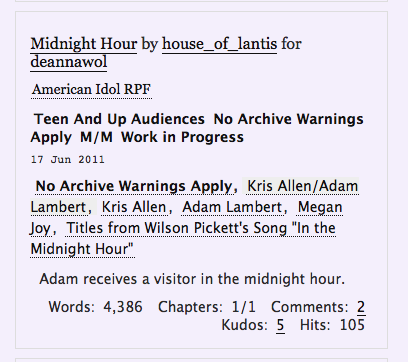 Midnight Hour by house_of_lantis for
deannawol
American Idol RPF
Teen And Up Audiences No Archive Warnings
Apply M/M Work in Progress
17 Jun 2011
No Archive Warnings Apply, Kris Allen/Adam
Lambert, Kris Allen, Adam Lambert, Megan
Joy, Titles from Wilson Pickett's Song "In the
Midnight Hour"
Adam receives a visitor in the midnight hour.
Words: 4,386 Chapters: 1/1 Comments: 2
Kudos: 5 Hits: 105